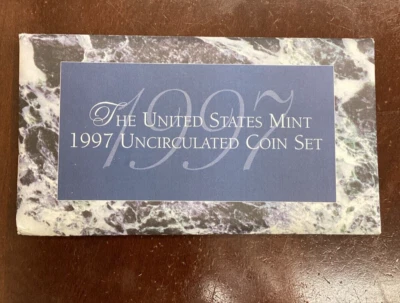 1997
The United States Mint
1997 Uncirculated Coin Set